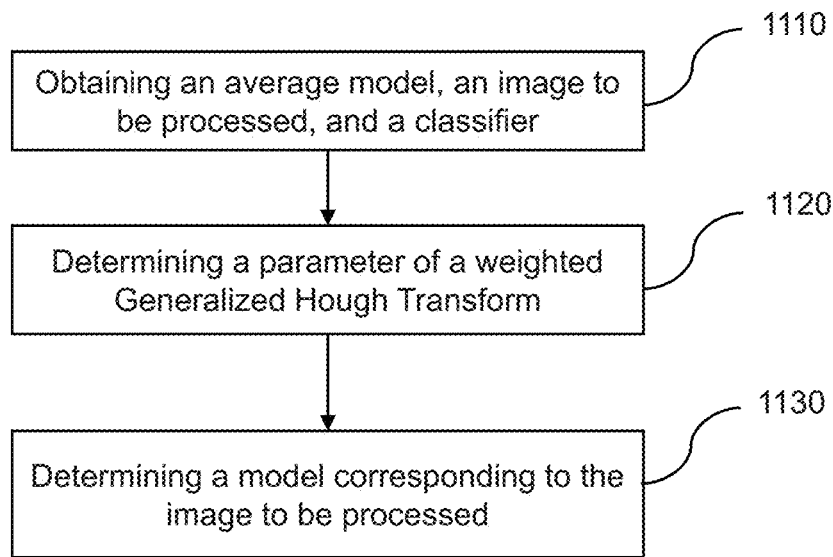 1110
Obtaining an average model, an image to
be processed, and a classifier
1120
Determining a parameter of a weighted
Generalized Hough Transform
1130
Determining a model corresponding to the
image to be processed